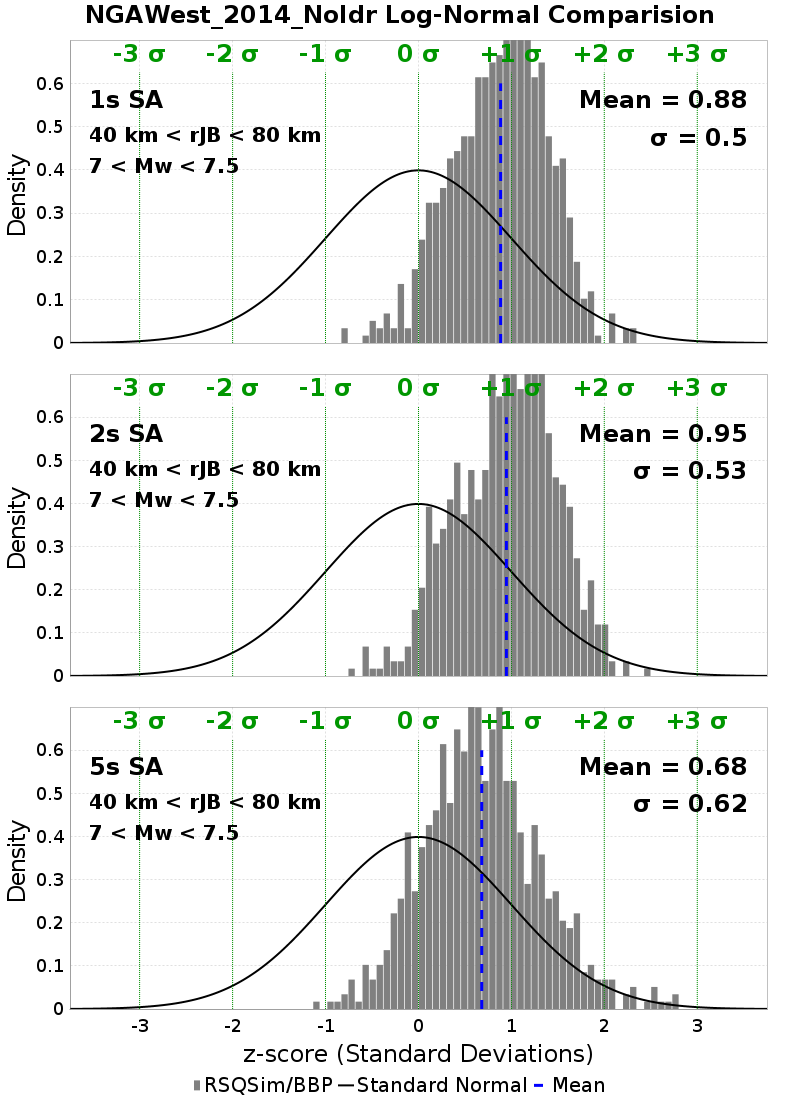 NGAWest_2014_NoIdr Log-Normal Comparision
-3 σ -2 σ -1 σ 0 σ +1 σ +2 σ +3 σ
1s SA Mean = 0.88
40 km < rJB < 80 km σ = 0.5
7 < Mw < 7.5
Density
0.6
0.5
0.4
0.3
0.2
0.1
0
-3 σ -2 σ -1 σ 0 σ +1 σ +2 σ +3 σ
2s SA Mean = 0.95
40 km < rJB < 80 km σ = 0.53
7 < Mw < 7.5
Density
0.6
0.5
0.4
0.3
0.2
0.1
0
-3 σ -2 σ -1 σ 0 σ +1 σ +2 σ +3 σ
5s SA Mean = 0.68
40 km < rJB < 80 km σ = 0.62
7 < Mw < 7.5
Density
0.6
0.5
0.4
0.3
0.2
0.1
0
-3 -2 -1 0 1 2 3
z-score (Standard Deviations)
RSQSim/BBP Standard Normal Mean